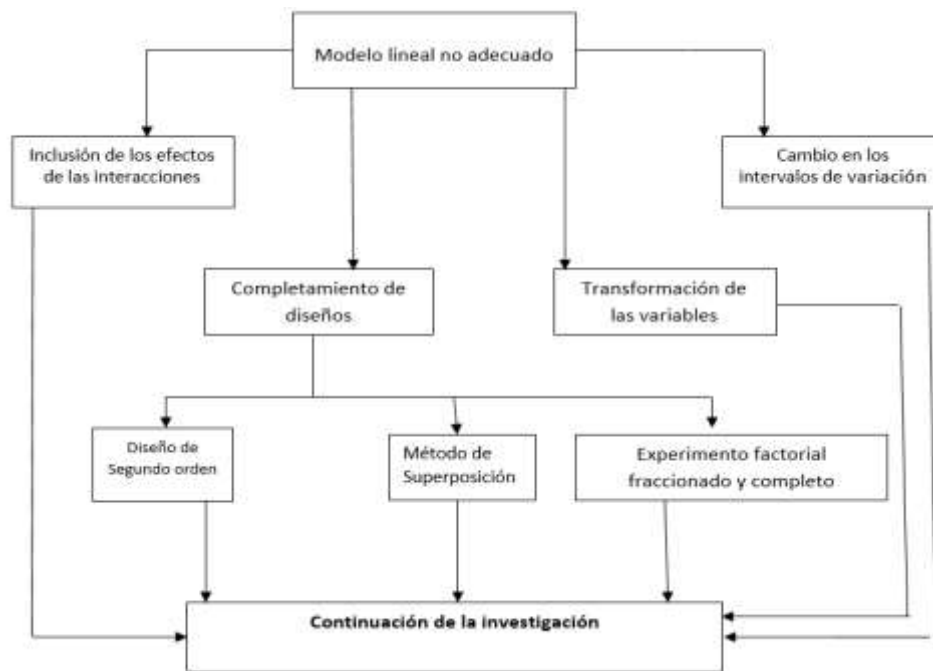 Modelo lineal no adecuado
Inclusión de los efectos
de las interacciones
Cambio en los
intervalos de variación
Completamiento de
diseños
Transformación de
las variables
Diseño de
Segundo orden
Método de
Superposición
Experimento factorial
fraccionado y completo
Continuación de la investigación